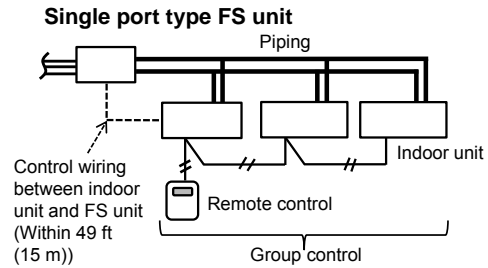 Single port type FS unit
Piping
Indoor unit
Control wiring
between indoor
unit and FS unit
(Within 49 ft
(15 m))
Remote control
Group control